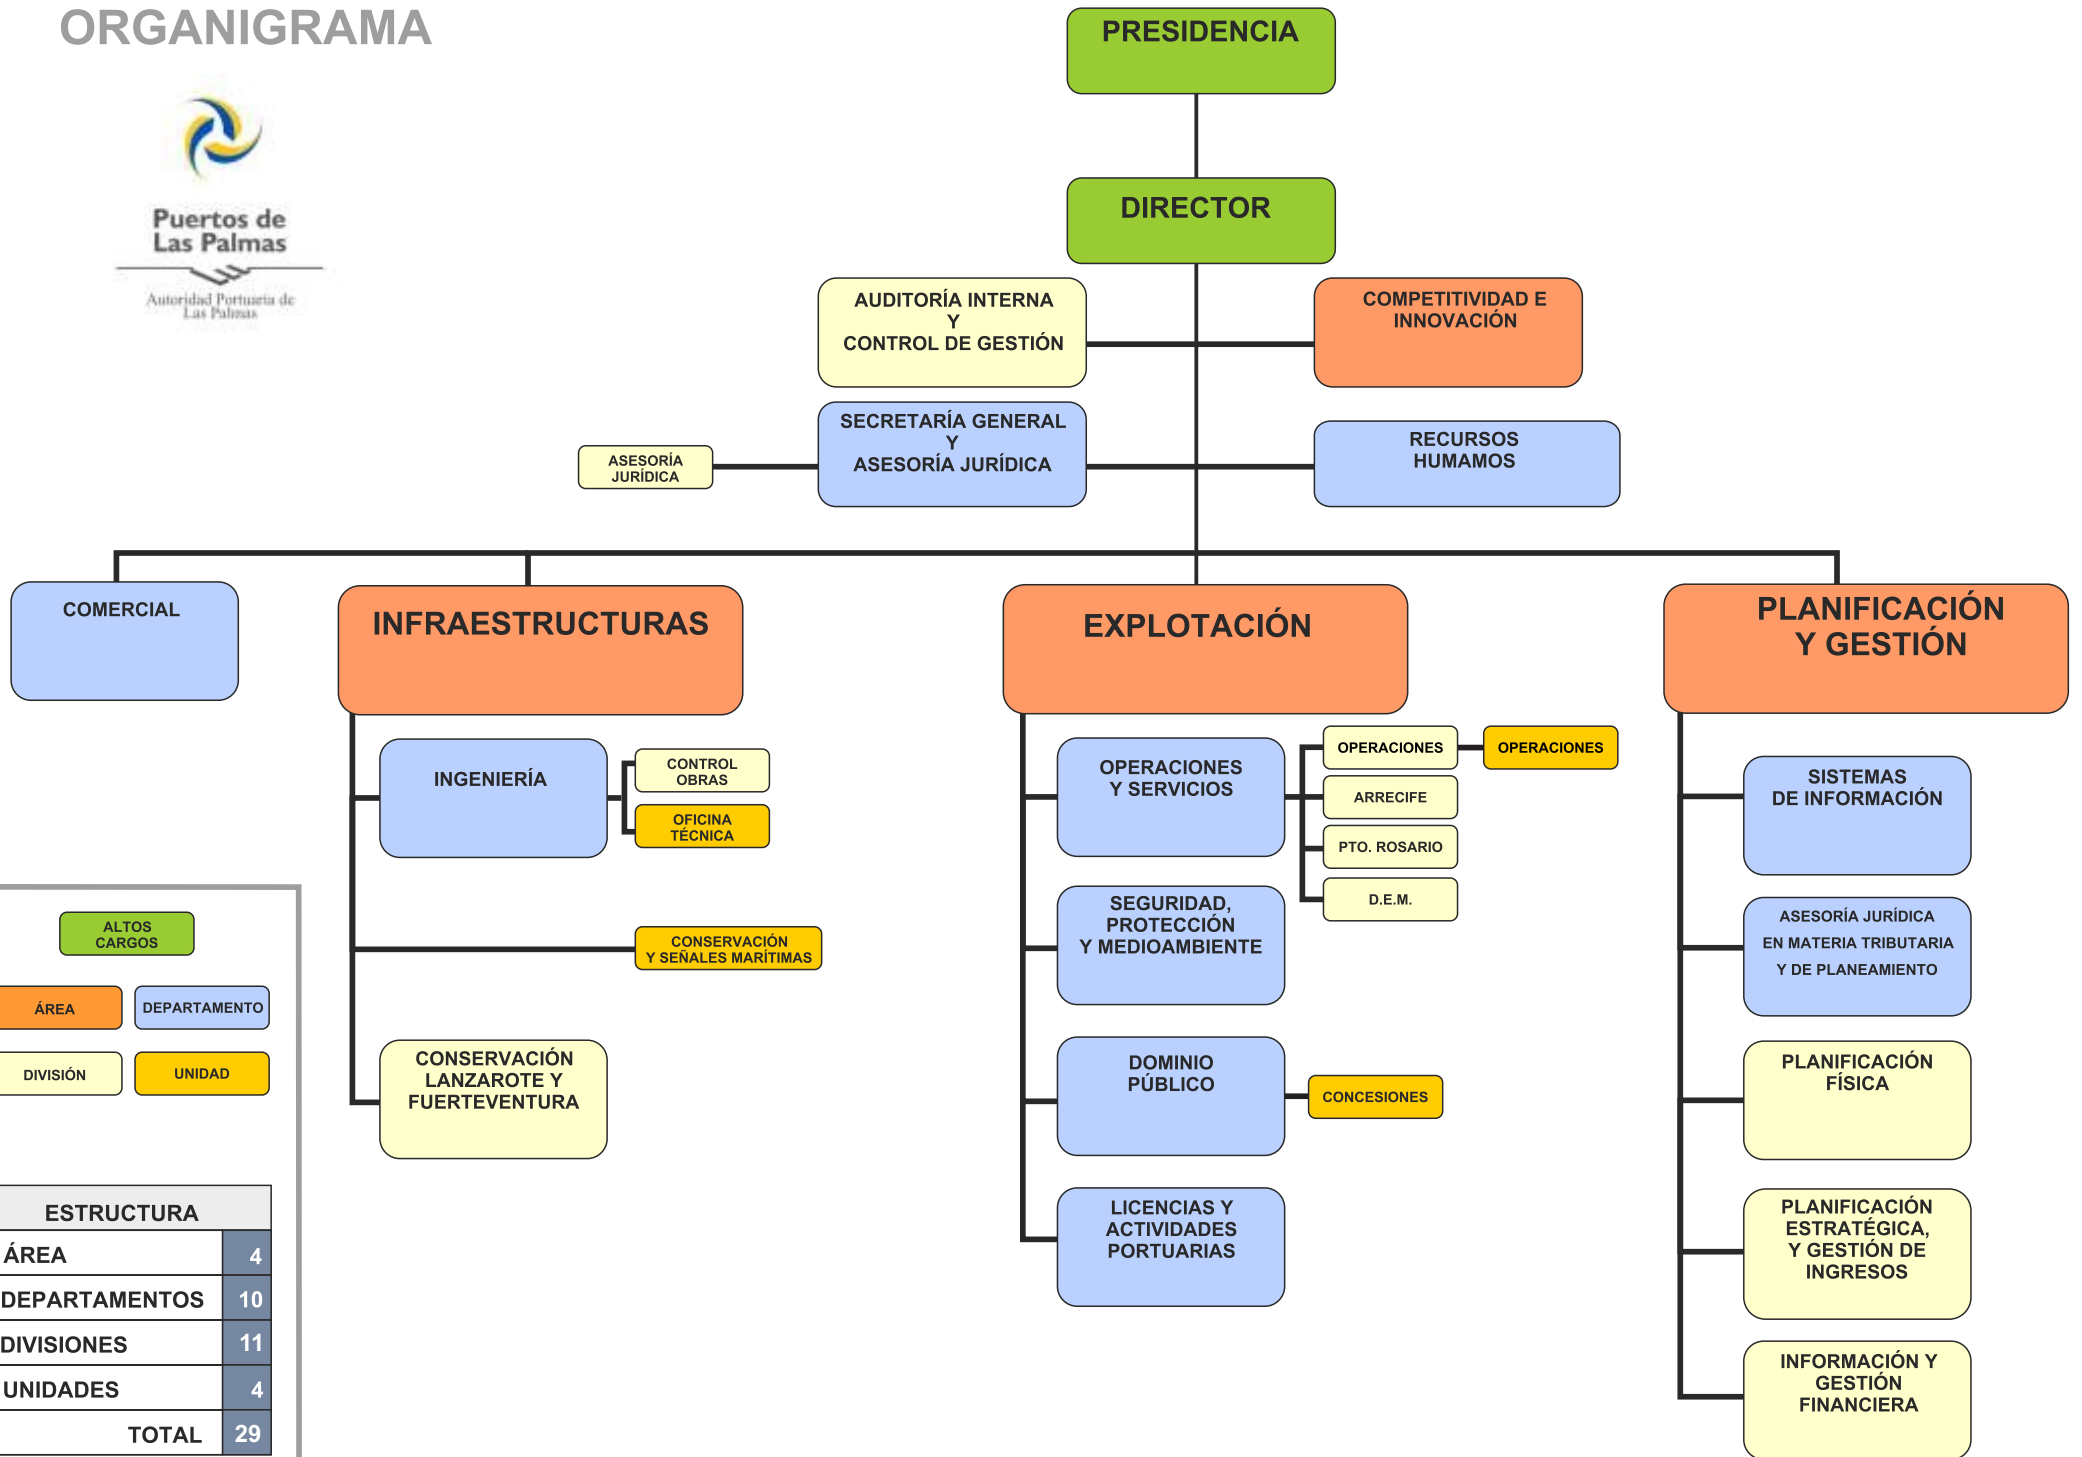 ORGANIGRAMA
Puertos de
Las Palmas
Autoridad Portuaria de
Las Palmas
PRESIDENCIA
DIRECTOR
AUDITORÍA INTERNA
Y
CONTROL DE GESTIÓN
COMPETITIVIDAD E
INNOVACIÓN
ASESORÍA
JURÍDICA
SECRETARÍA GENERAL
Y
ASESORÍA JURÍDICA
RECURSOS
HUMAMOS
COMERCIAL
INFRAESTRUCTURAS
EXPLOTACIÓN
PLANIFICACIÓN
Y GESTIÓN
INGENIERÍA
CONTROL
OBRAS
OFICINA
TÉCNICA
CONSERVACIÓN
Y SEÑALES MARÍTIMAS
CONSERVACIÓN
LANZAROTE Y
FUERTEVENTURA
OPERACIONES
Y SERVICIOS
OPERACIONES
OPERACIONES
ARRECIFE
PTO. ROSARIO
D.E.M.
SEGURIDAD,
PROTECCIÓN
Y MEDIOAMBIENTE
DOMINIO
PÚBLICO
CONCESIONES
LICENCIAS Y
ACTIVIDADES
PORTUARIAS
SISTEMAS
DE INFORMACIÓN
ASESORÍA JURÍDICA
EN MATERIA TRIBUTARIA
Y DE PLANEAMIENTO
PLANIFICACIÓN
FÍSICA
PLANIFICACIÓN
ESTRATÉGICA,
Y GESTIÓN DE
INGRESOS
INFORMACIÓN Y
GESTIÓN
FINANCIERA
ALTOS
CARGOS
ÁREA DEPARTAMENTO
DIVISIÓN UNIDAD
ESTRUCTURA
ÁREA 4
DEPARTAMENTOS 10
DIVISIONES 11
UNIDADES 4
TOTAL 29